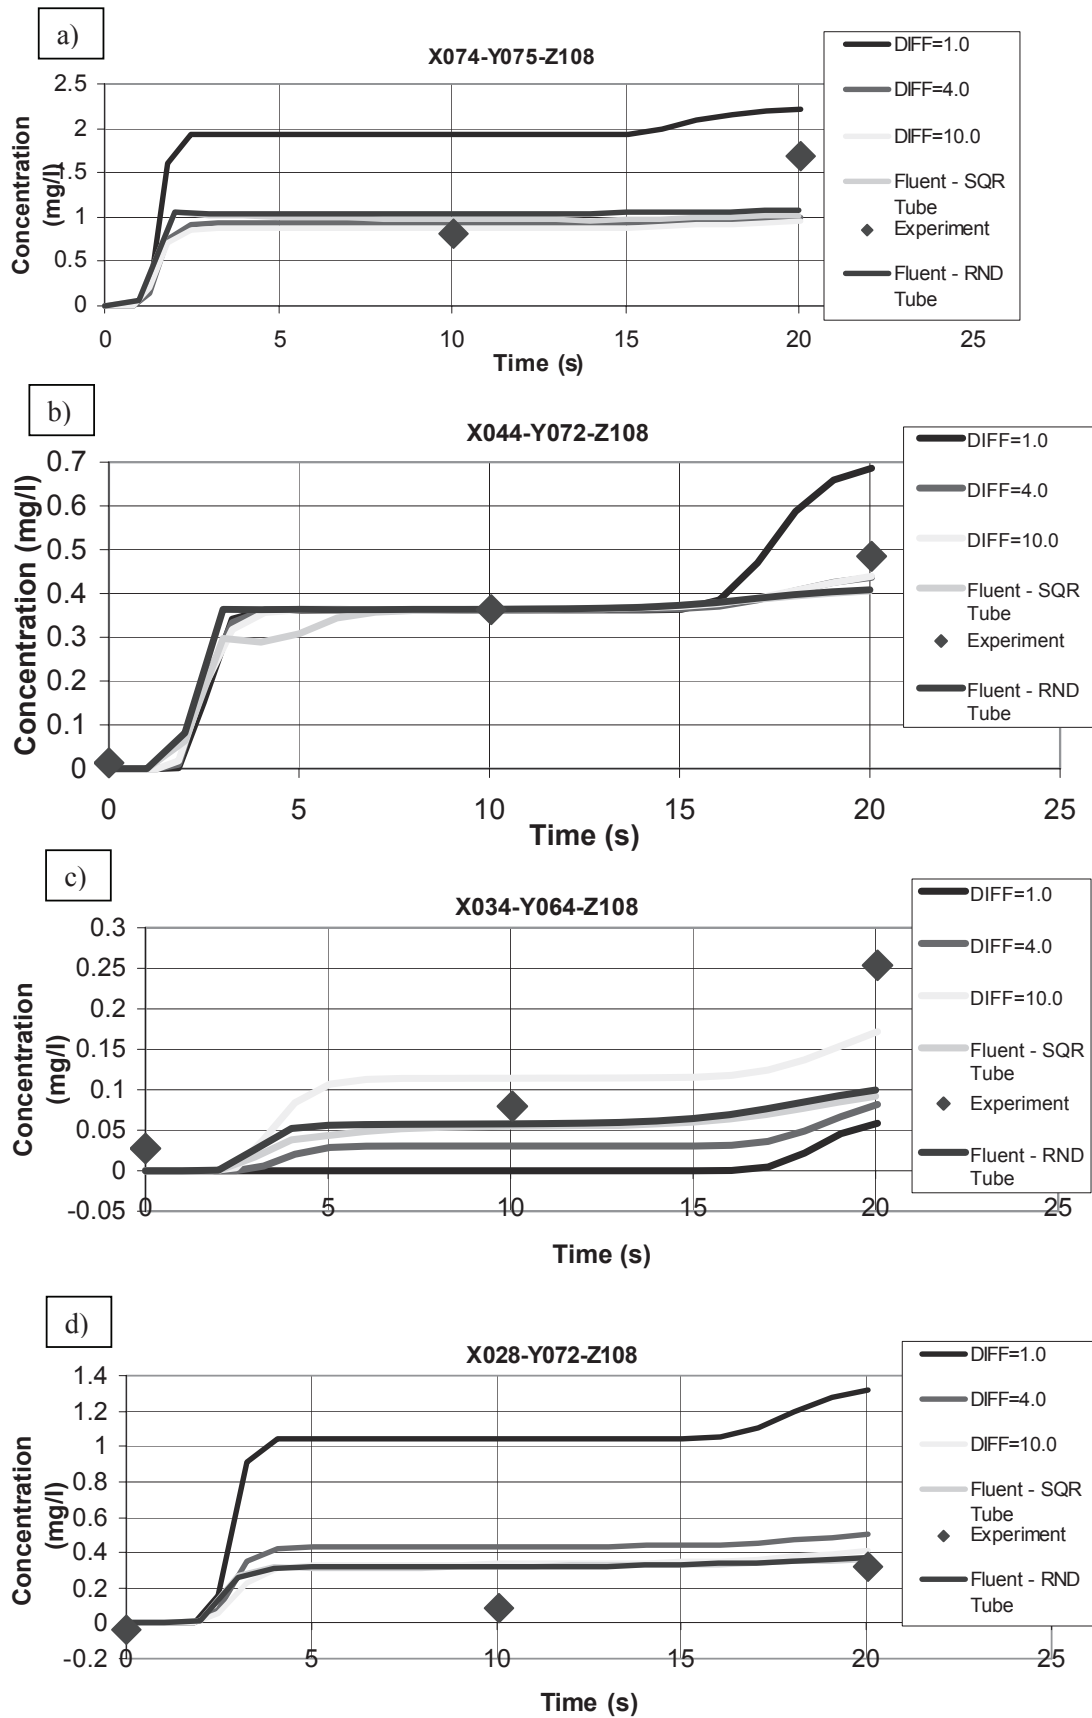 a)
X074-Y075-Z108
Concentration
(mg/l)
2.5
2
1.5
1
0.5
0
0 5 10 15 20 25
Time (s)
DIFF=1.0
DIFF=4.0
DIFF=10.0
Fluent - SQR
Tube
Experiment
Fluent - RND
Tube
b)
X044-Y072-Z108
Concentration (mg/l)
0.7
0.6
0.5
0.4
0.3
0.2
0.1
0
0 5 10 15 20 25
Time (s)
DIFF=1.0
DIFF=4.0
DIFF=10.0
Fluent - SQR
Tube
Experiment
Fluent - RND
Tube
c)
X034-Y064-Z108
Concentration
(mg/l)
0.3
0.25
0.2
0.15
0.1
0.05
0
-0.05
0 5 10 15 20 25
Time (s)
DIFF=1.0
DIFF=4.0
DIFF=10.0
Fluent - SQR
Tube
Experiment
Fluent - RND
Tube
d)
X028-Y072-Z108
Concentration
(mg/l)
1.4
1.2
1
0.8
0.6
0.4
0.2
0
-0.2
0 5 10 15 20 25
Time (s)
DIFF=1.0
DIFF=4.0
DIFF=10.0
Fluent - SQR
Tube
Experiment
Fluent - RND
Tube